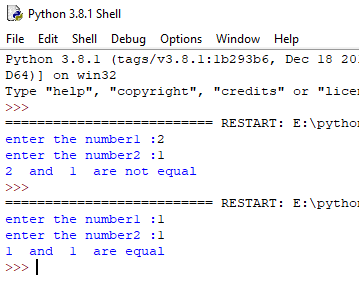 Python 3.8.1 Shell
File Edit Shell Debug Options Window Help
Python 3.8.1 (tags/v3.8.1:1b293b6, Dec 18 20
D64)] on win32
Type "help", "copyright", "credits" or "lice
>>>
========================== RESTART: E:\python
enter the number1 :2
enter the number2 :1
2  and  1  are not equal
>>>
========================== RESTART: E:\python
enter the number1 :1
enter the number2 :1
1  and  1  are equal
>>>